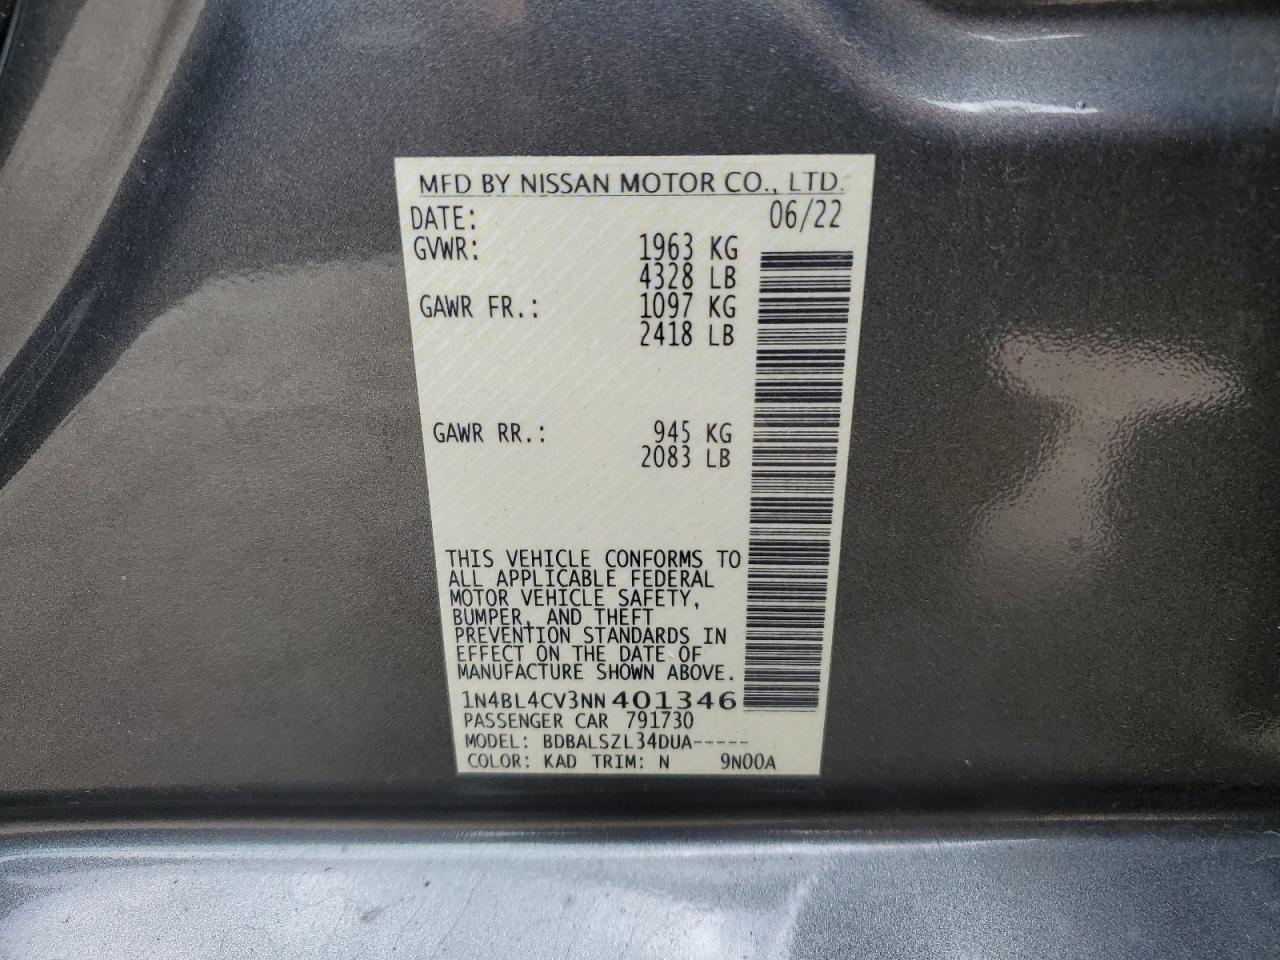 MFD BY NISSAN MOTOR CO., LTD.
DATE: 06/22
GVWR: 1963 KG
4328 LB
GAWR FR.: 1097 KG
2418 LB
GAWR RR.: 945 KG
2083 LB
THIS VEHICLE CONFORMS TO
ALL APPLICABLE FEDERAL
MOTOR VEHICLE SAFETY,
BUMPER, AND THEFT
PREVENTION STANDARDS IN
EFFECT ON THE DATE OF
MANUFACTURE SHOWN ABOVE.
1N4BL4CV3NN401346
PASSENGER CAR 791730
MODEL: BDBALSZL34DUA-----
COLOR: KAD TRIM: N 9N00A